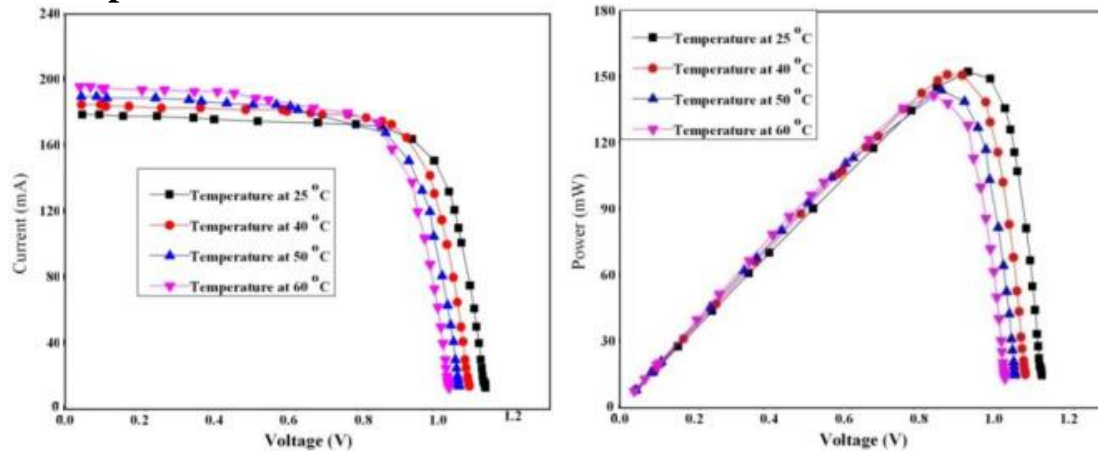 240
200
160
120
80
40
0
0.0 0.2 0.4 0.6 0.8 1.0 1.2
Current (mA)
Voltage (V)
Temperature at 25 °C
Temperature at 40 °C
Temperature at 50 °C
Temperature at 60 °C
180
150
120
90
60
30
0
0.0 0.2 0.4 0.6 0.8 1.0 1.2
Power (mW)
Voltage (V)
Temperature at 25 °C
Temperature at 40 °C
Temperature at 50 °C
Temperature at 60 °C